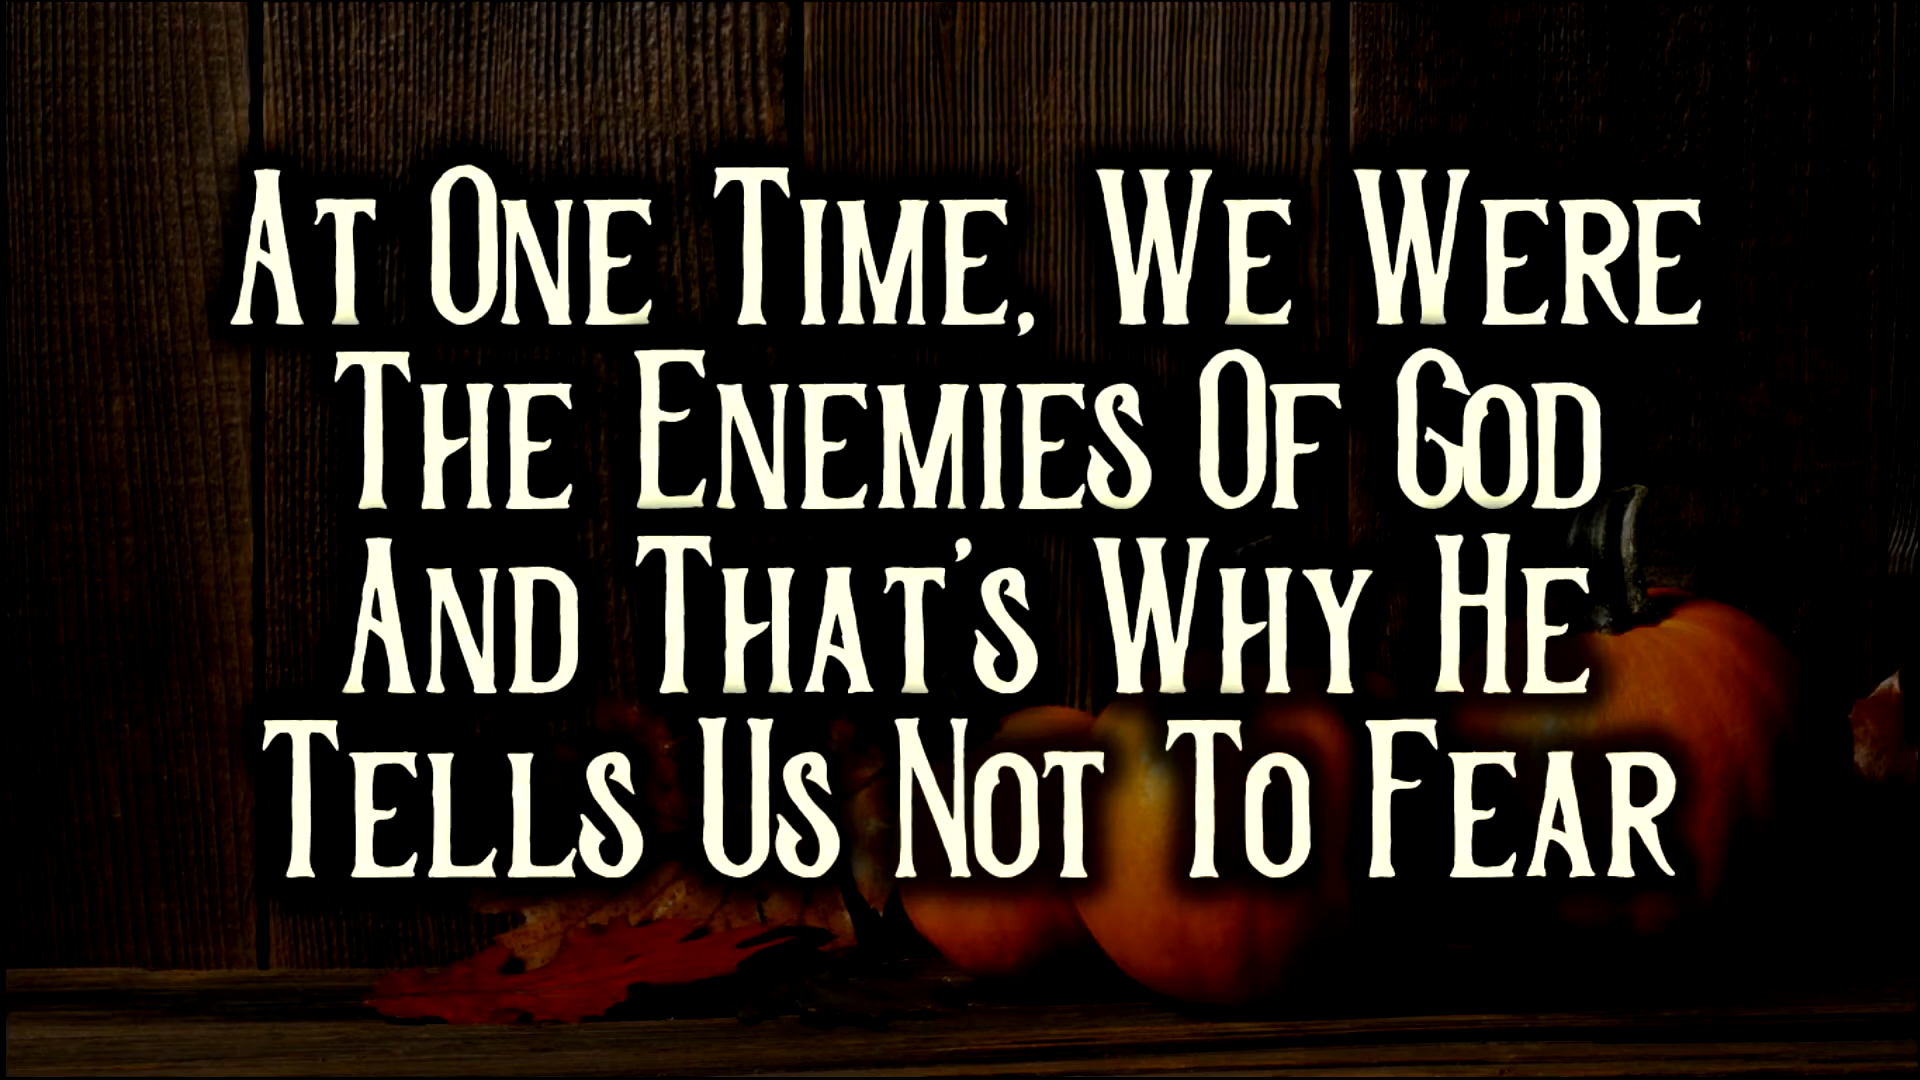 At One Time, We Were
The Enemies Of God
And That's Why He
Tells Us Not To Fear